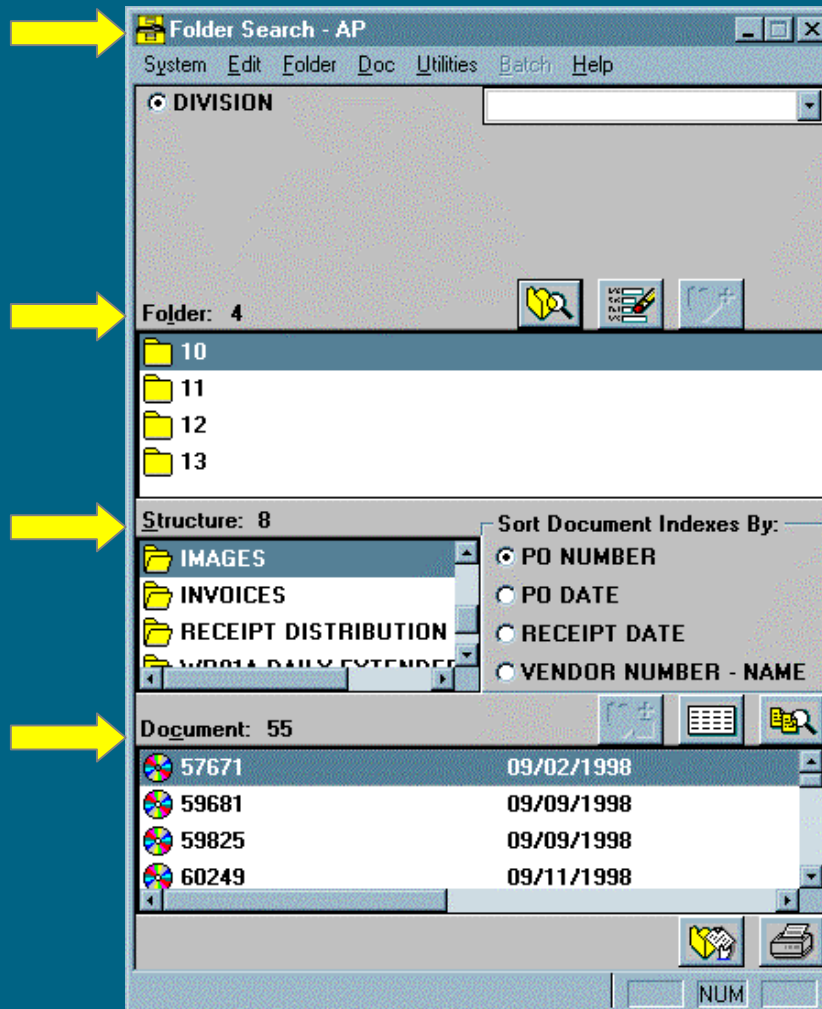 Folder Search - AP
System Edit Folder Doc Utilities Batch Help
DIVISION
Folder: 4
10
11
12
13
Structure: 8
Sort Document Indexes By:
IMAGES
PO NUMBER
INVOICES
PO DATE
RECEIPT DISTRIBUTION
RECEIPT DATE
DAILY
VENDOR NUMBER - NAME
Document: 55
57671 09/02/1998
59681 09/09/1998
59825 09/09/1998
60249 09/11/1998
NUM